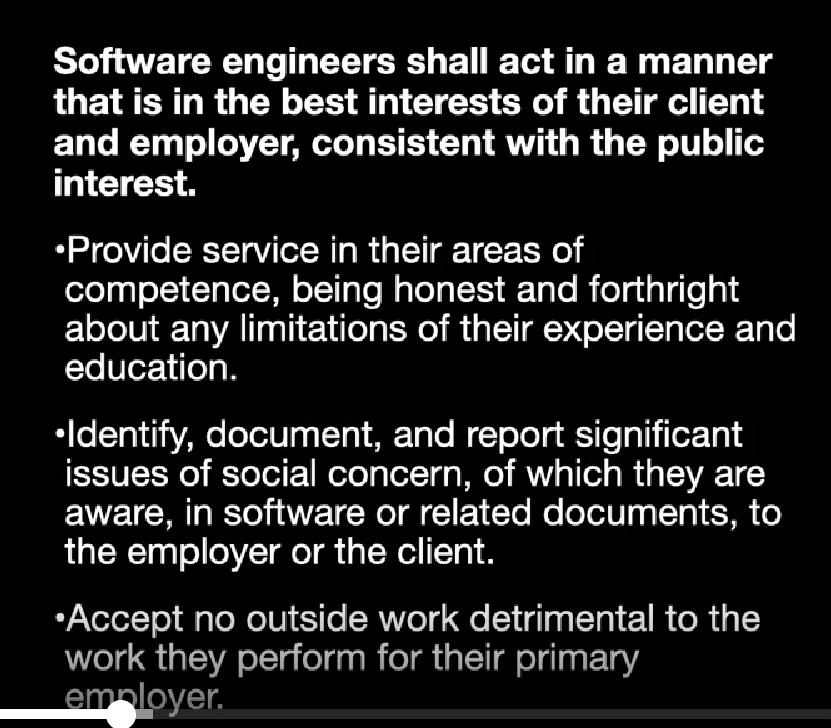 Software engineers shall act in a manner
that is in the best interests of their client
and employer, consistent with the public
interest.
•Provide service in their areas of
competence, being honest and forthright
about any limitations of their experience and
education.
•Identify, document, and report significant
issues of social concern, of which they are
aware, in software or related documents, to
the employer or the client.
•Accept no outside work detrimental to the
work they perform for their primary
employer.